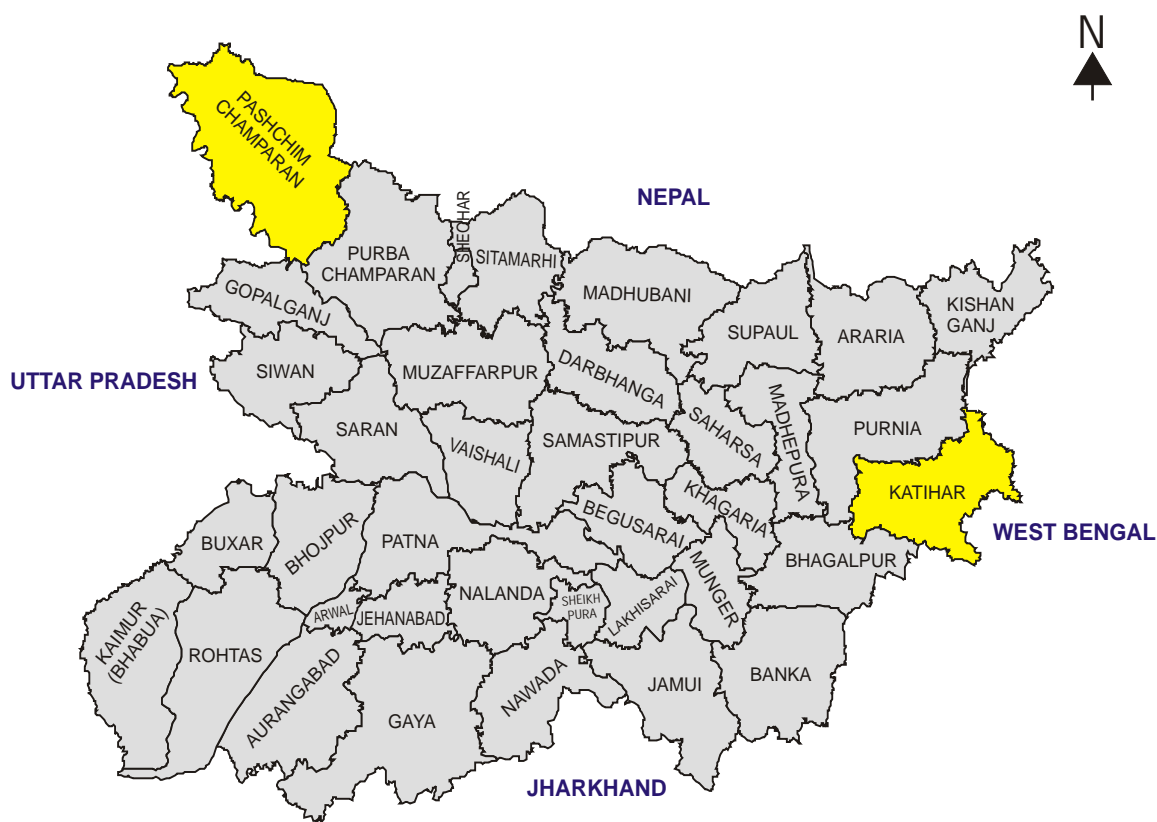 N
PASHCHIM
CHAMPARAN
NEPAL
SHEOHAR
PURBA
CHAMPARAN
SITAMARHI
GOPALGANJ
MADHUBANI
KISHAN
GANJ
SUPAUL
ARARIA
UTTAR PRADESH
SIWAN
MUZAFFARPUR
DARBHANGA
MADHEPURA
SARAN
VAISHALI
SAMASTIPUR
SAHARSA
PURNIA
KATIHAR
KHAGARIA
BEGUSARAI
WEST BENGAL
BUXAR
BHOJPUR
PATNA
BHAGALPUR
MUNGER
NALANDA
SHEIKH
PURA
LAKHISARAI
ARWAL
JEHANABAD
KAIMUR
(BHABUA)
ROHTAS
AURANGABAD
GAYA
NAWADA
JAMUI
BANKA
JHARKHAND